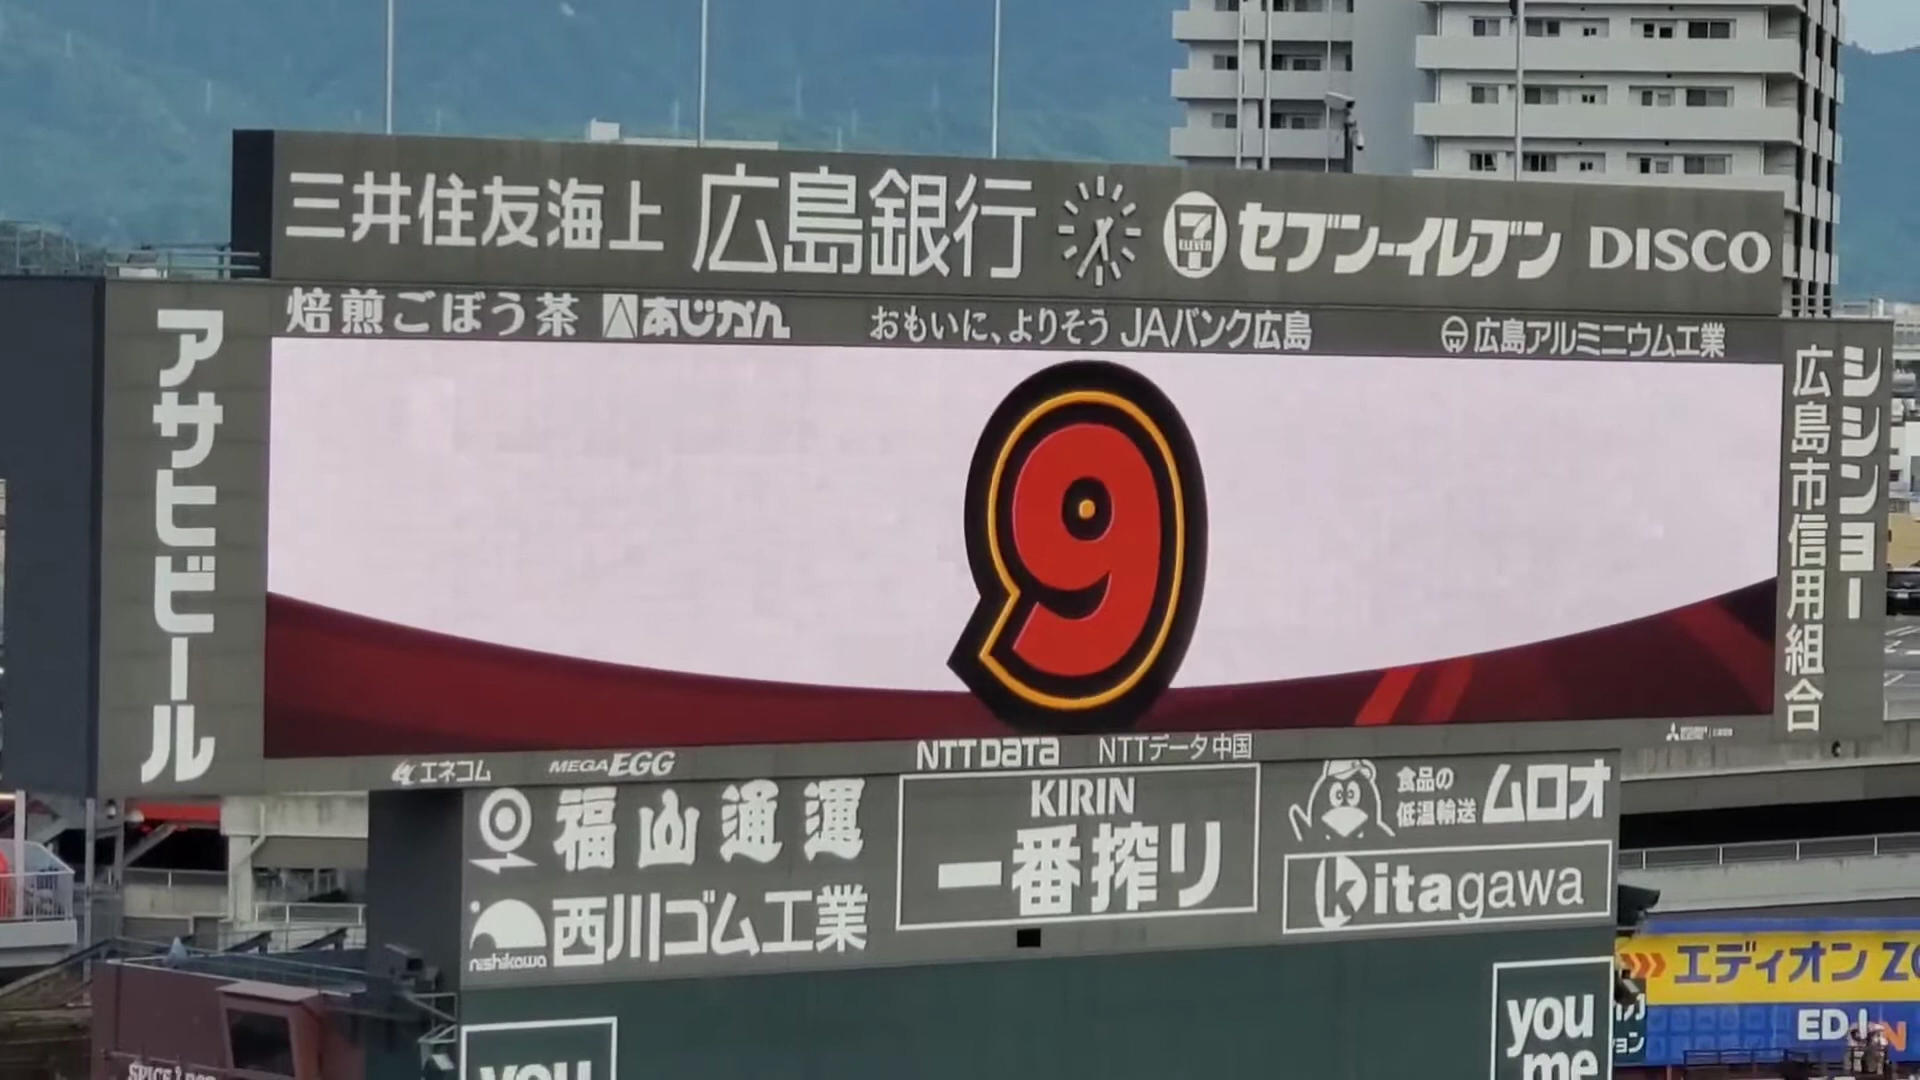 三井住友海上 広島銀行 7 ELEVEN セブン-イレブン DISCO
焙煎ごぼう茶 あじかん おもいに、よりそう JAバンク広島 広島アルミニウム工業
アサヒビール
9
シシンヨー
広島市信用組合
エネコム MEGA EGG NTT DATA NTTデータ中国
福山通運
KIRIN
一番搾り
食品の
低温輸送 ムロオ
nishikawa 西川ゴム工業
kitagawa
エディオン
you
me
you